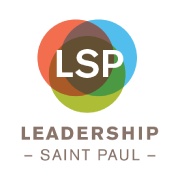 LSP
LEADERSHIP
– SAINT PAUL –